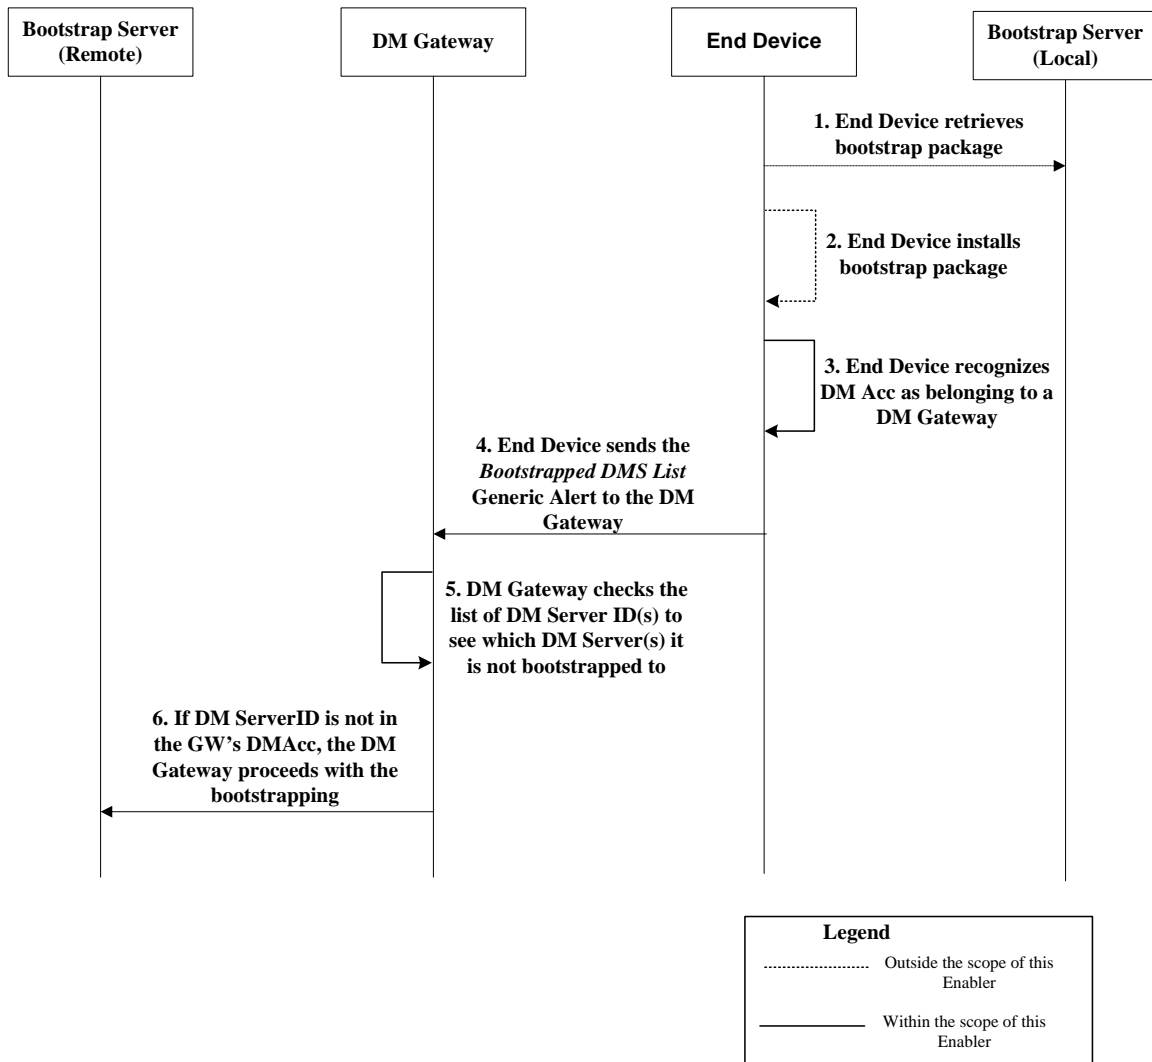 Bootstrap Server
(Remote)
DM Gateway
End Device
Bootstrap Server
(Local)
1. End Device retrieves
bootstrap package
2. End Device installs
bootstrap package
3. End Device recognizes
DM Acc as belonging to a
DM Gateway
4. End Device sends the
Bootstrapped DMS List
Generic Alert to the DM
Gateway
5. DM Gateway checks the
list of DM Server ID(s) to
see which DM Server(s) it
is not bootstrapped to
6. If DM ServerID is not in
the GW's DMAcc, the DM
Gateway proceeds with the
bootstrapping
Legend
Outside the scope of this
Enabler
Within the scope of this
Enabler